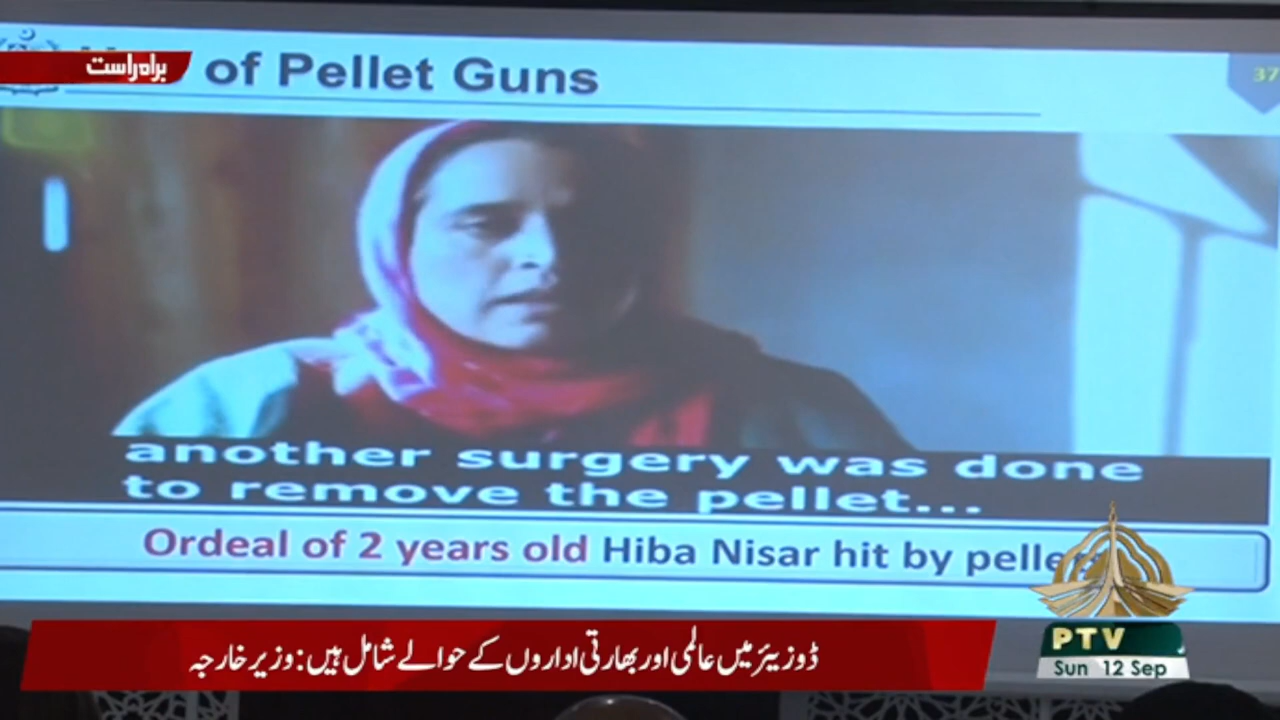 براہ راست
of Pellet Guns
37
another surgery was done
to remove the pellet...
Ordeal of 2 years old Hiba Nisar hit by pellets
ڈوزیئر میں عالمی اور بھارتی اداروں کے حوالے شامل ہیں: وزیر خارجہ
PTV
Sun 12 Sep